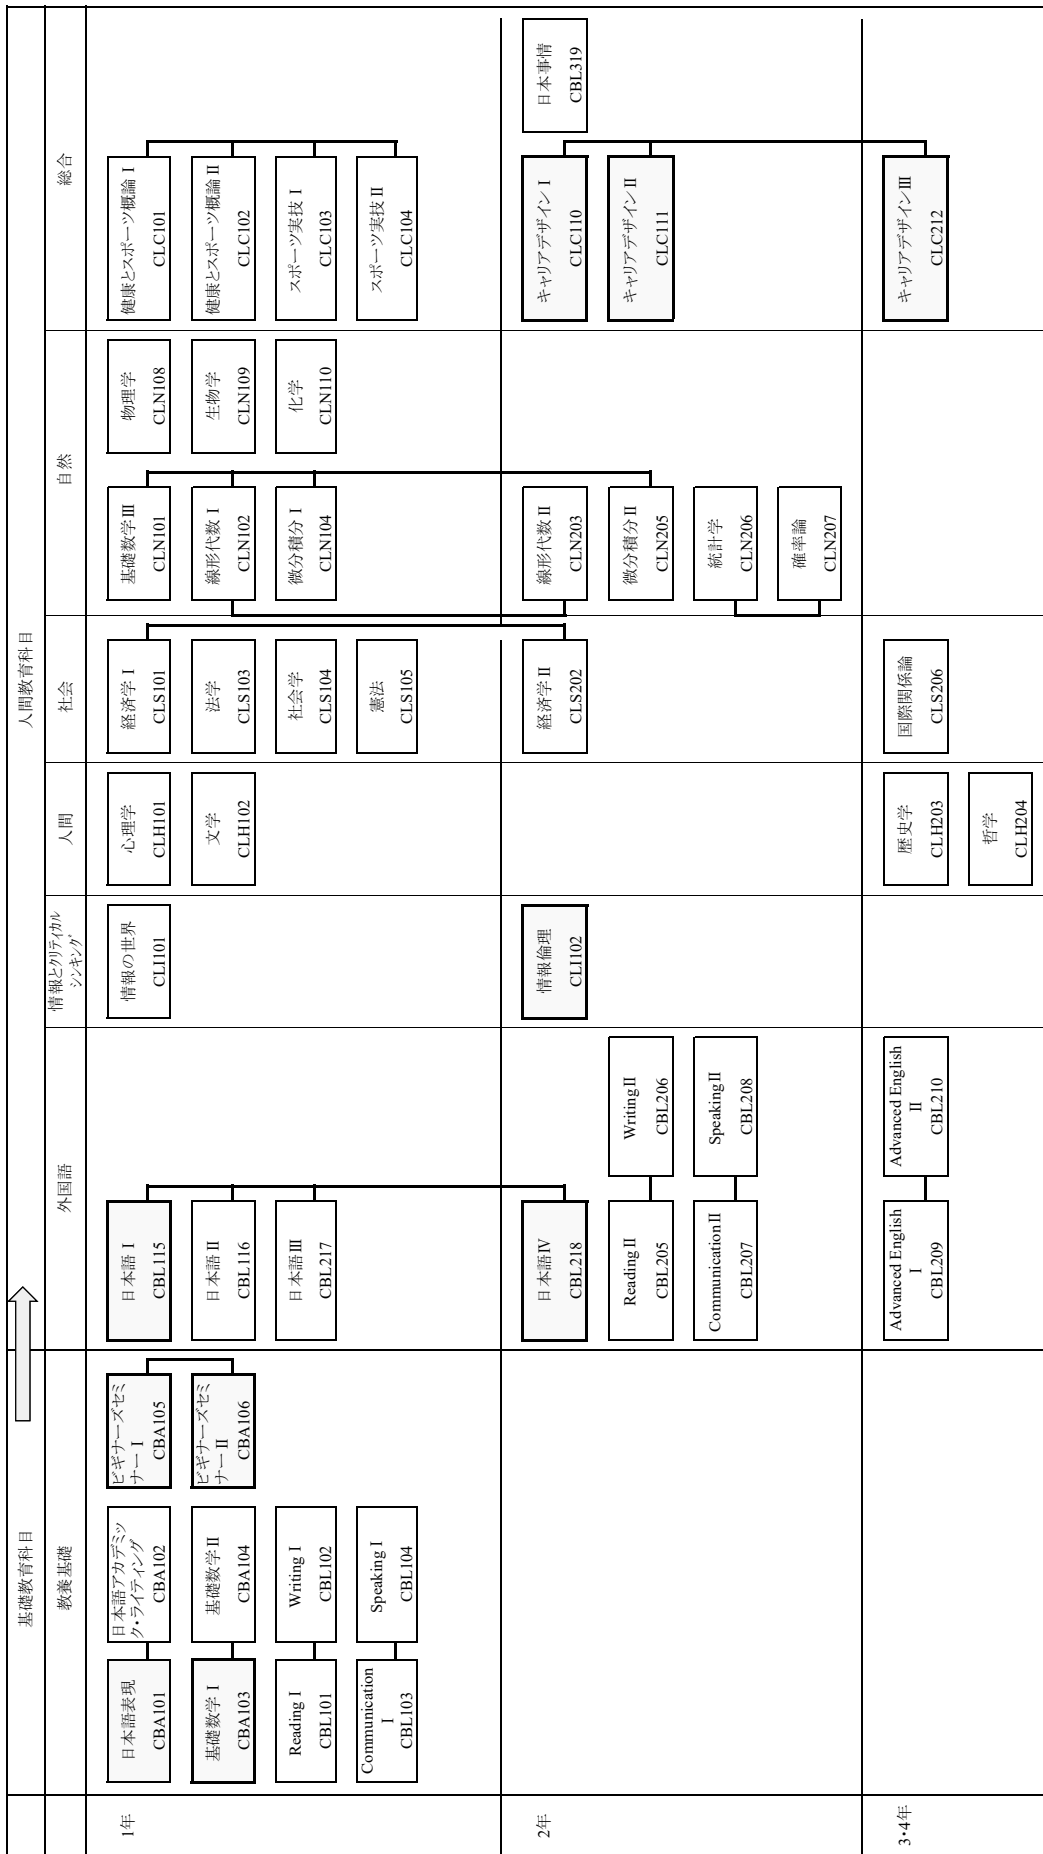 基礎教育科目
人間教育科目
教養基礎
外国語
情報とクリティカル
シンキング
人間
社会
自然
総合
1年
日本語表現
CBA101
日本語アカデミッ
ク・ライティング
CBA102
ビギナーズセミ
ナーⅠ
CBA105
日本語Ⅰ
CBL115
情報の世界
CLI101
心理学
CLH101
経済学Ⅰ
CLS101
基礎数学Ⅲ
CLN101
物理学
CLN108
健康とスポーツ概論Ⅰ
CLC101
基礎数学Ⅰ
CBA103
基礎数学Ⅱ
CBA104
ビギナーズセミ
ナーⅡ
CBA106
日本語Ⅱ
CBL116
文学
CLH102
法学
CLS103
線形代数Ⅰ
CLN102
生物学
CLN109
健康とスポーツ概論Ⅱ
CLC102
Reading Ⅰ
CBL101
Writing Ⅰ
CBL102
日本語Ⅲ
CBL217
社会学
CLS104
微分積分Ⅰ
CLN104
化学
CLN110
スポーツ実技Ⅰ
CLC103
Communication
Ⅰ
CBL103
Speaking Ⅰ
CBL104
憲法
CLS105
スポーツ実技Ⅱ
CLC104
2年
日本語Ⅳ
CBL218
情報倫理
CLI102
経済学Ⅱ
CLS202
線形代数Ⅱ
CLN203
キャリアデザインⅠ
CLC110
日本事情
CBL319
Reading Ⅱ
CBL205
Writing Ⅱ
CBL206
微分積分Ⅱ
CLN205
キャリアデザインⅡ
CLC111
Communication Ⅱ
CBL207
Speaking Ⅱ
CBL208
統計学
CLN206
確率論
CLN207
3・4年
Advanced English
Ⅰ
CBL209
Advanced English
Ⅱ
CBL210
歴史学
CLH203
国際関係論
CLS206
キャリアデザインⅢ
CLC212
哲学
CLH204